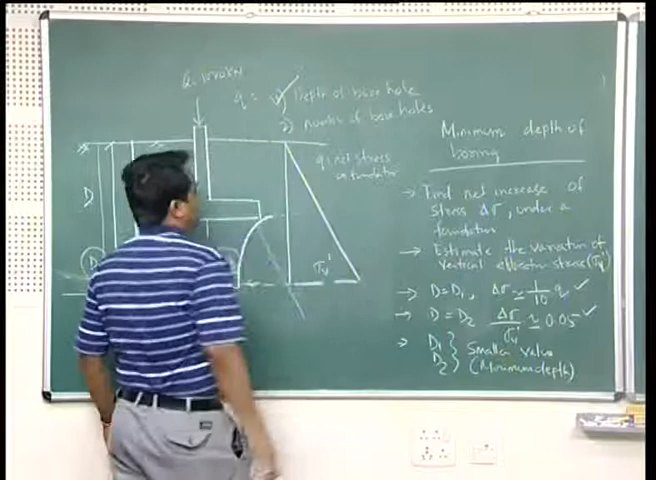 Q = 1000 KN
q = 1) Depth of bore hole
2) number of bore holes
q: net stress
on foundation
D
D
σv'
Minimum depth of
boring
→ Find net increase of
stress Δσ, under a
foundation
→ Estimate the variation of
vertical effective stress (σv')
→ D = D1, Δσ ≃ 1/10 q ✓
→ D = D2 Δσ/σv' ≃ 0.05 ✓
→ D1 } Smaller value
D2 } (Minimum depth)